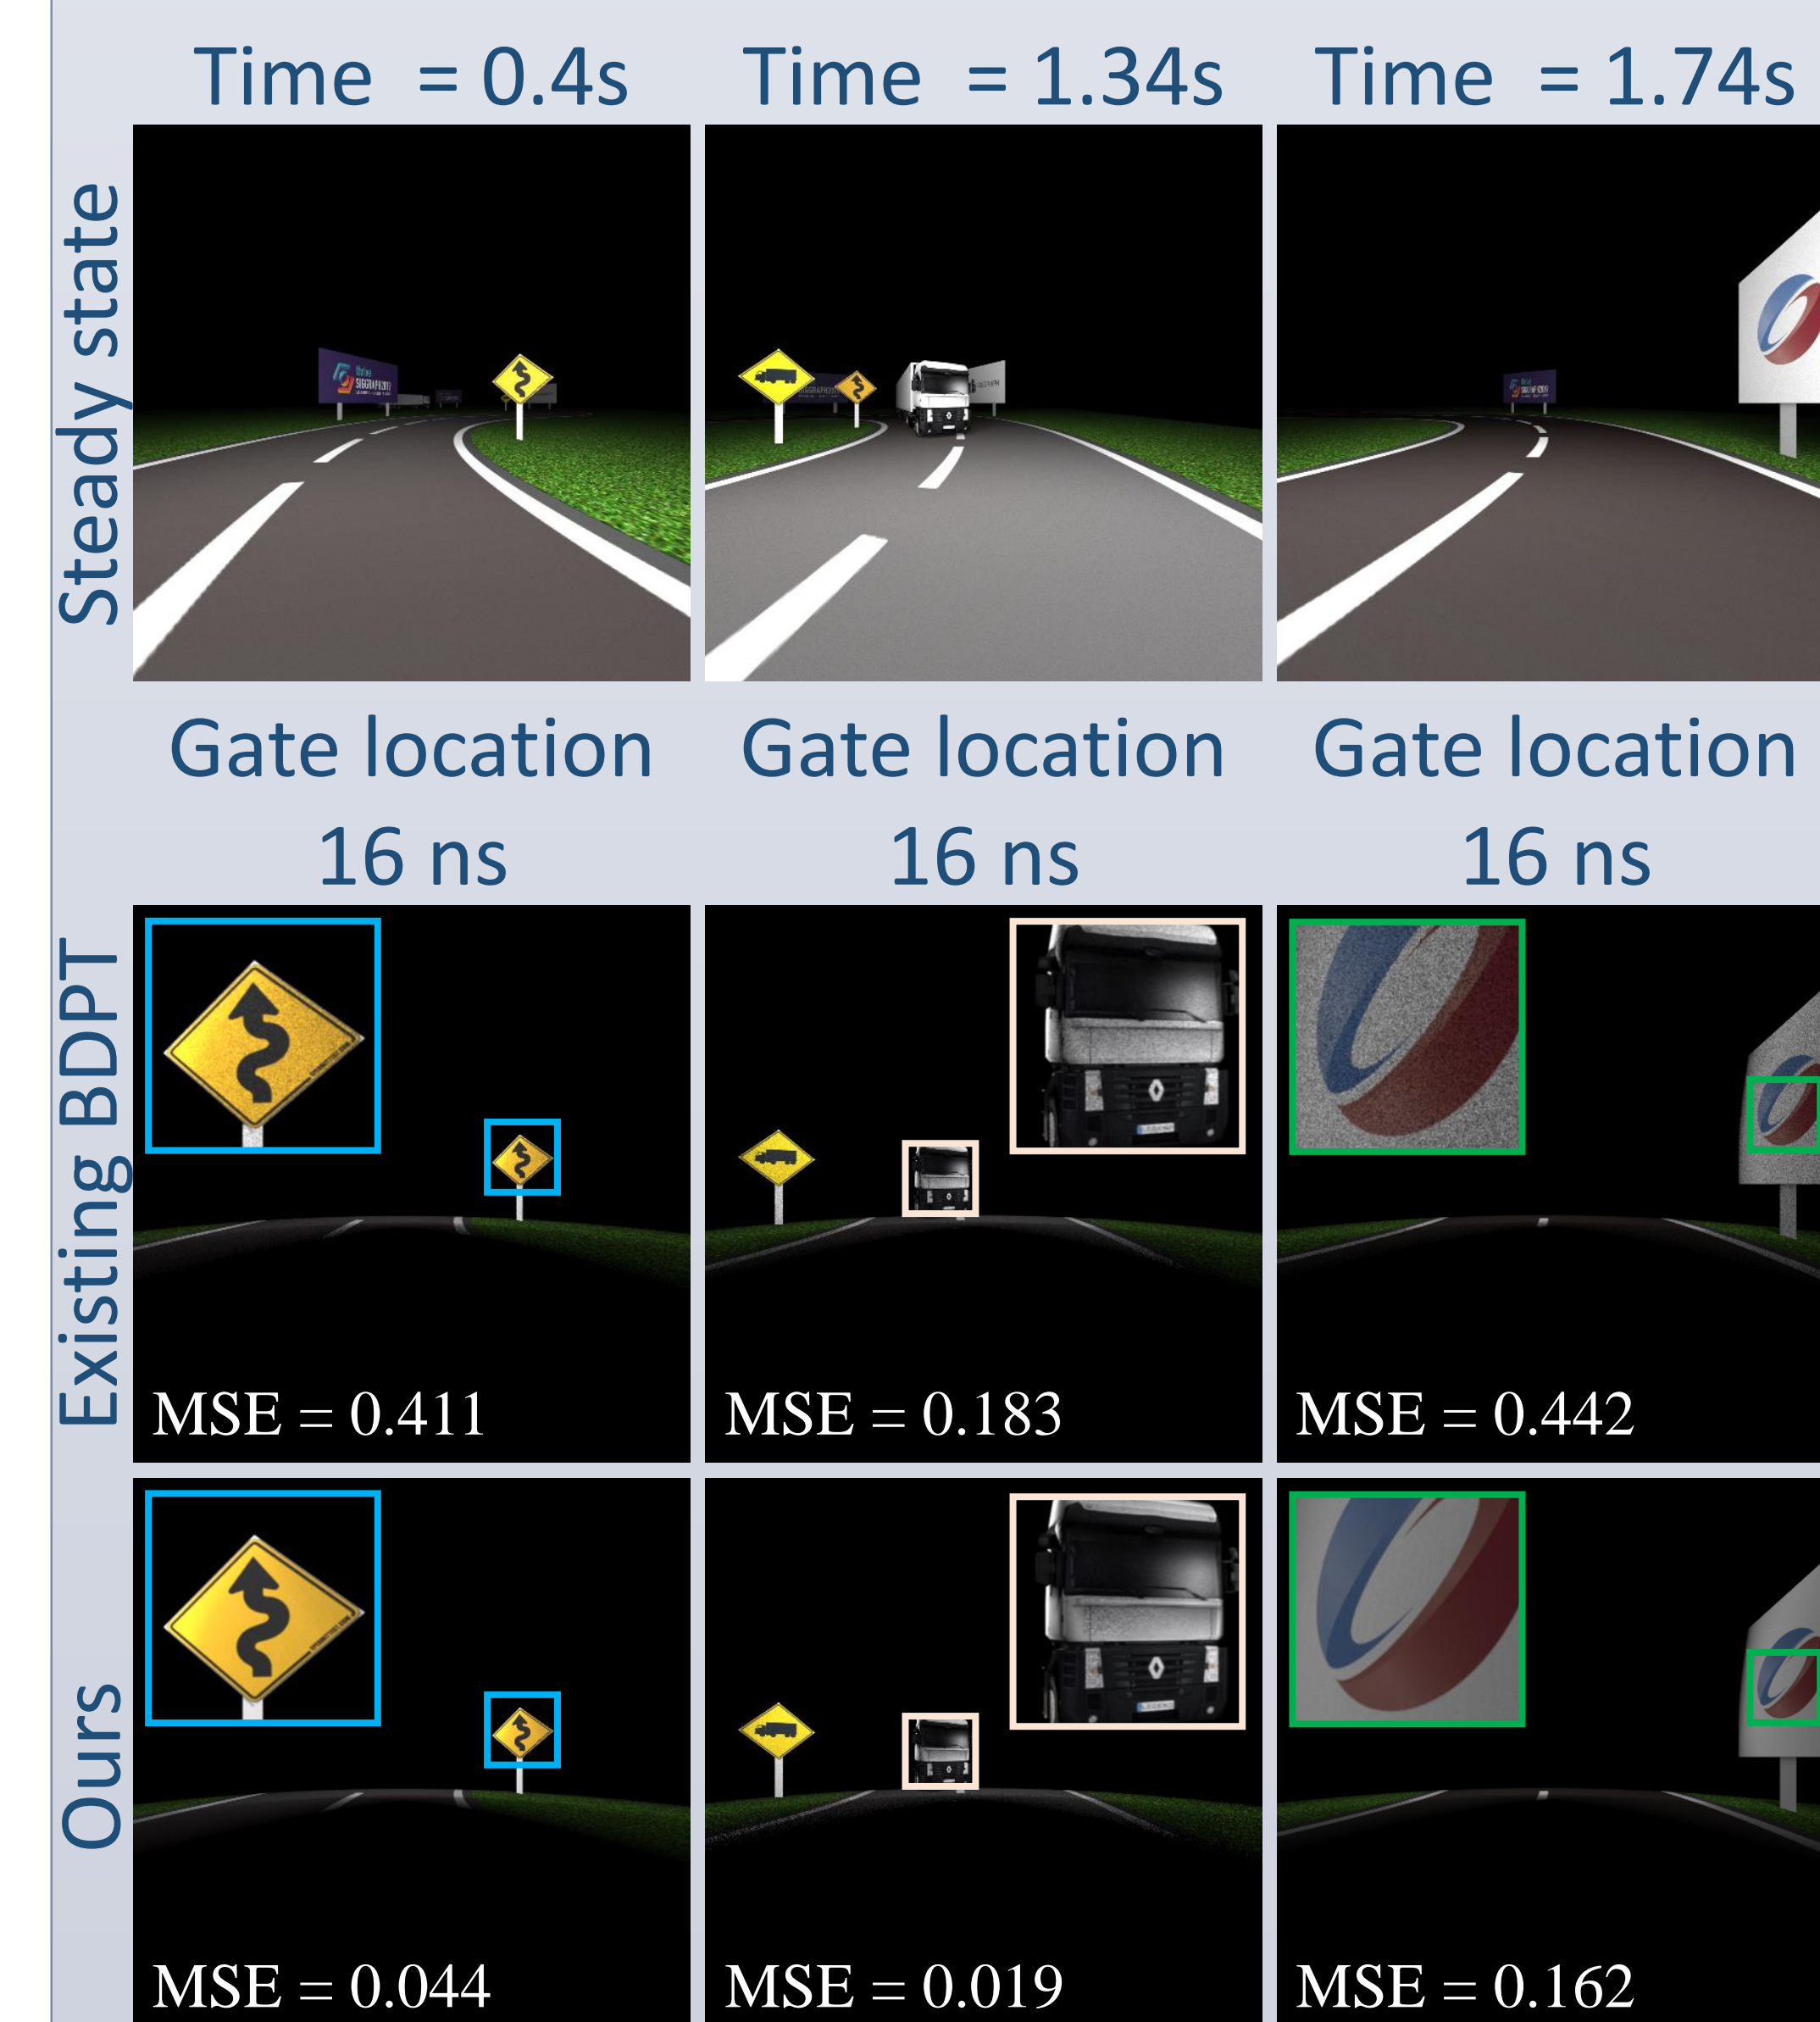 Time = 0.4s Time = 1.34s Time = 1.74s
Steady state
thrive
SIGGRAPH2019
Gate location Gate location Gate location
16 ns 16 ns 16 ns
Existing BDPT
MSE = 0.411 MSE = 0.183 MSE = 0.442
Ours
MSE = 0.044 MSE = 0.019 MSE = 0.162